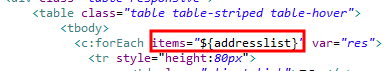 <table class="table table-striped table-hover">
<tbody>
<c:forEach items="${addresslist}" var="res">
<tr style="height:80px">